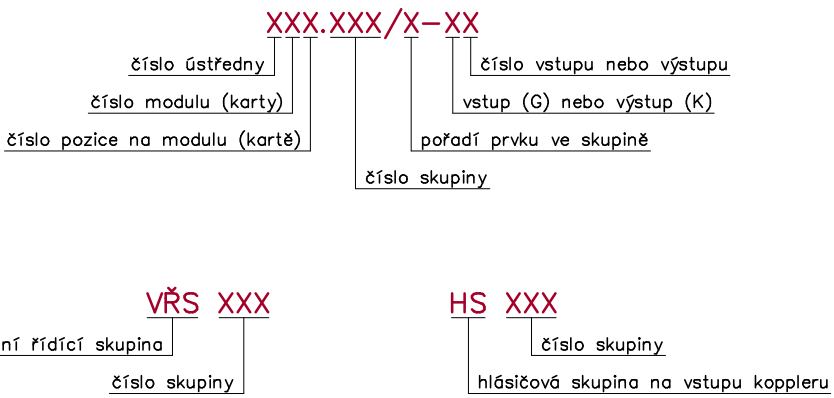 XXX.XXX/X-XX
číslo ústředny
číslo vstupu nebo výstupu
číslo modulu (karty)
vstup (G) nebo výstup (K)
číslo pozice na modulu (kartě)
pořadí prvku ve skupině
číslo skupiny
VŘS XXX
HS XXX
ní řídící skupina
číslo skupiny
číslo skupiny
hlásičová skupina na vstupu koppleru